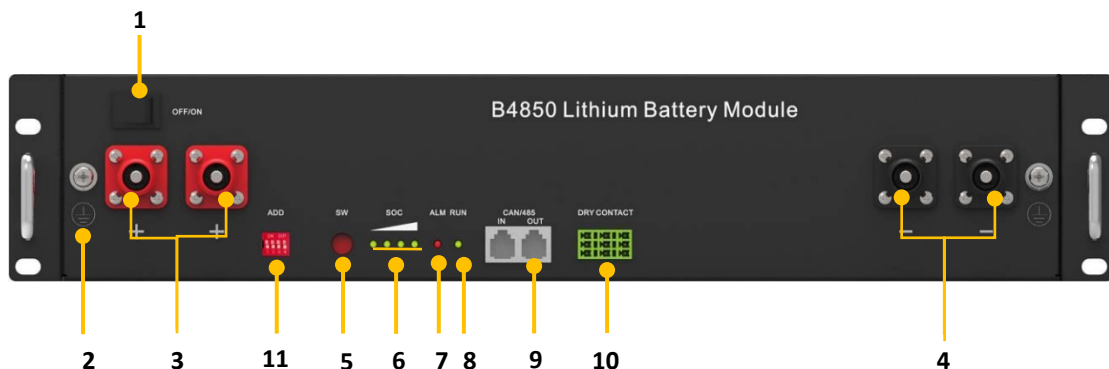 1
B4850 Lithium Battery Module
OFF/ON
ADD
SW
SOC
ALM RUN
CAN/485
IN OUT
DRY CONTACT
+ +
- -
2 3 11 5 6 7 8 9 10 4